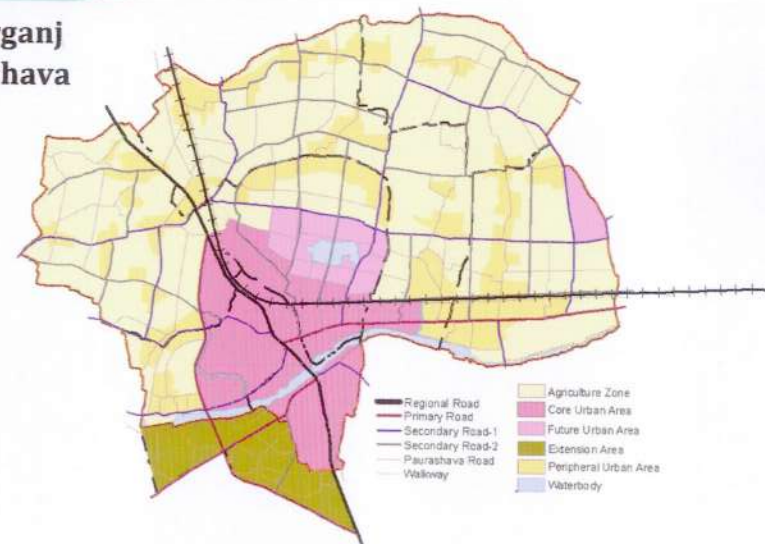 rganj
hava
Regional Road
Primary Road
Secondary Road-1
Secondary Road-2
Paurashava Road
Walkway
Agriculture Zone
Core Urban Area
Future Urban Area
Extension Area
Peripheral Urban Area
Waterbody